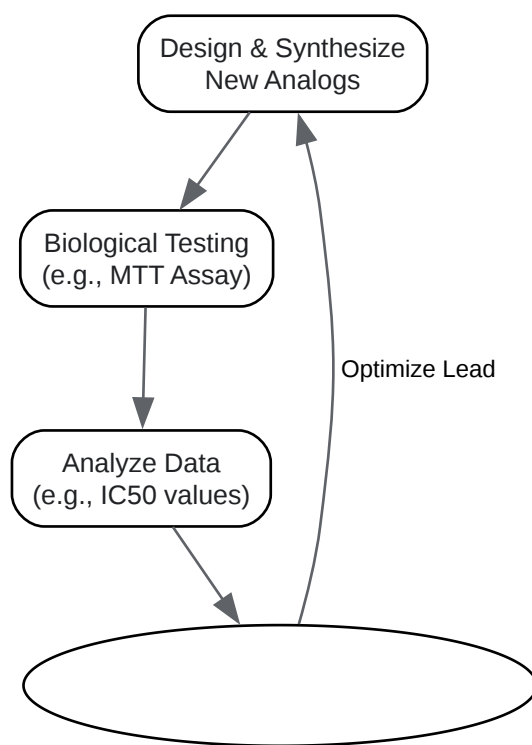 Design & Synthesize
New Analogs
Biological Testing
(e.g., MTT Assay)
Optimize Lead
Analyze Data
(e.g., IC50 values)